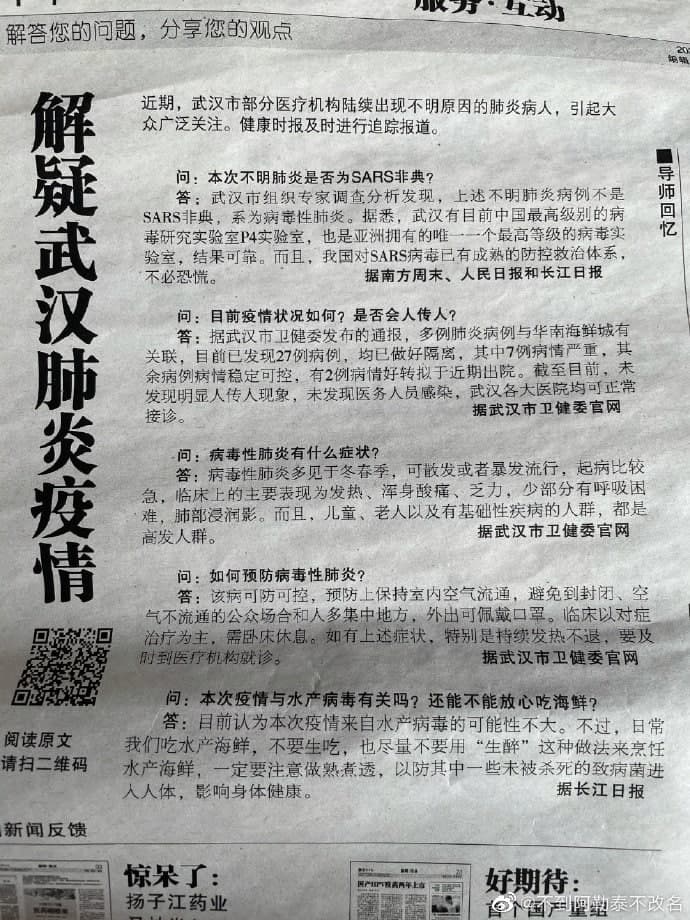 服务·互动
解答您的问题，分享您的观点
解疑武汉肺炎疫情
近期，武汉市部分医疗机构陆续出现不明原因的肺炎病人，引起大
众广泛关注。健康时报及时进行追踪报道。
问：本次不明肺炎是否为SARS非典？
答：武汉市组织专家调查分析发现，上述不明肺炎病例不是
SARS非典，系为病毒性肺炎。据悉，武汉有目前中国最高级别的病
毒研究实验室P4实验室，也是亚洲拥有的唯一一个最高等级的病毒实
验室，结果可靠。而且，我国对SARS病毒已有成熟的防控救治体系，
不必恐慌。 据南方周末、人民日报和长江日报
问：目前疫情状况如何？是否会人传人？
答：据武汉市卫健委发布的通报，多例肺炎病例与华南海鲜城有
关联，目前已发现27例病例，均已做好隔离，其中7例病情严重，其
余病例病情稳定可控，有2例病情好转拟于近期出院。截至目前，未
发现明显人传人现象，未发现医务人员感染，武汉各大医院均可正常
接诊。 据武汉市卫健委官网
问：病毒性肺炎有什么症状？
答：病毒性肺炎多见于冬春季，可散发或者暴发流行，起病比较
急，临床上的主要表现为发热、浑身酸痛、乏力，少部分有呼吸困
难，肺部浸润影。而且，儿童、老人以及有基础性疾病的人群，都是
高发人群。 据武汉市卫健委官网
问：如何预防病毒性肺炎？
答：该病可防可控，预防上保持室内空气流通，避免到封闭、空
气不流通的公众场合和人多集中地方，外出可佩戴口罩。临床以对症
治疗为主，需卧床休息。如有上述症状，特别是持续发热不退，要及
时到医疗机构就诊。 据武汉市卫健委官网
问：本次疫情与水产病毒有关吗？还能不能放心吃海鲜？
答：目前认为本次疫情来自水产病毒的可能性不大。不过，日常
我们吃水产海鲜，不要生吃，也尽量不要用“生醉”这种做法来烹饪
水产海鲜，一定要注意做熟煮透，以防其中一些未被杀死的致病菌进
入人体，影响身体健康。 据长江日报
■导师回忆
阅读原文
请扫二维码
新闻反馈
惊呆了：
扬子江药业
国产HPV疫苗两年上市
好期待：
首个国产重组
@不到阿勒泰不改名